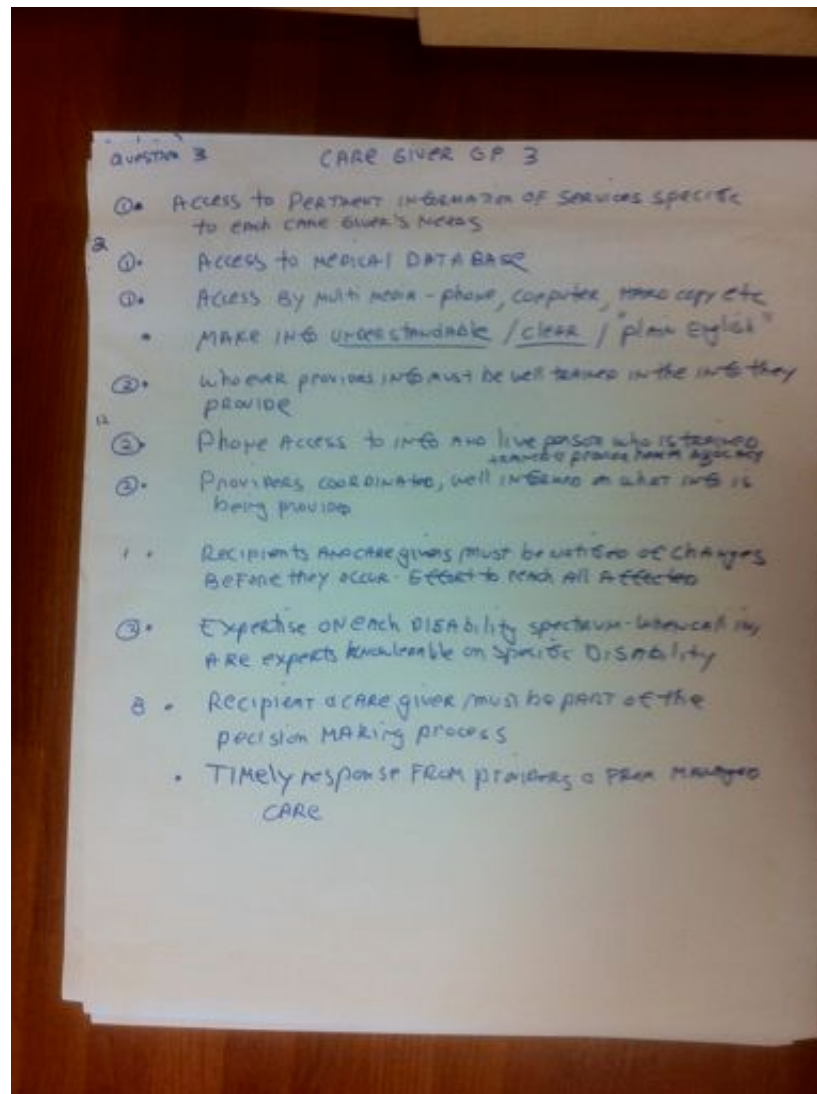 QUESTION 3 CARE GIVER GP 3
①• ACCESS to PERTINENT INFORMATION OF SERVICES SPECIFIC
to each CARE GIVER'S NEEDS
2
①• ACCESS to MEDICAL DATABASE
①• Access By Multi media - phone, computer, HARD copy etc
• MAKE INFO UNDERSTANDABLE / CLEAR / "plain English"
②• whoever provides INFO must be well TRAINED in the INFO they
PROVIDE
12
②• Phone Access to INFO AND live person who is TRAINED
②• PROVIDERS COORDINATED, well INFORMED on what INFO is
being provided
1 • RECIPIENTS AND CARE givers must be notified of CHANges
BEFORE they occur - Effort to reach All Affected
③• Expertise ON Each DISAbility spectrum - when call in,
ARE experts knowledgable on specific DISAbility
8 • Recipient & CARE giver must be PART of the
DECISION MAKing process
• TIMEly response FROM providers & FROM MANAGED
CARE